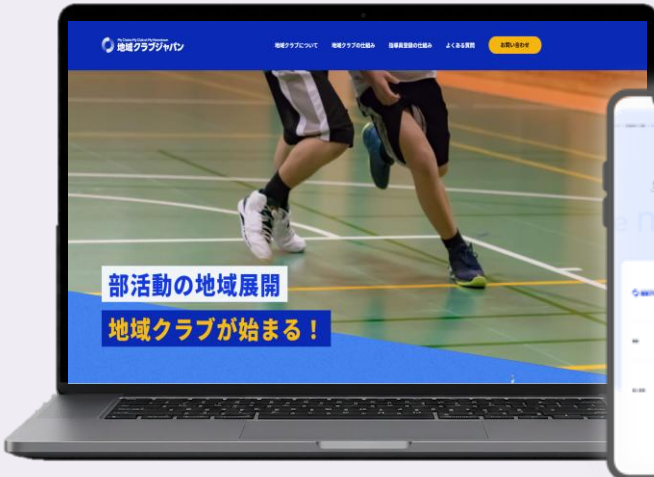 地域クラブジャパン
地域クラブについて 地域クラブの仕組み 指導員登録の仕組み よくある質問 お問い合わせ
部活動の地域展開
地域クラブが始まる！